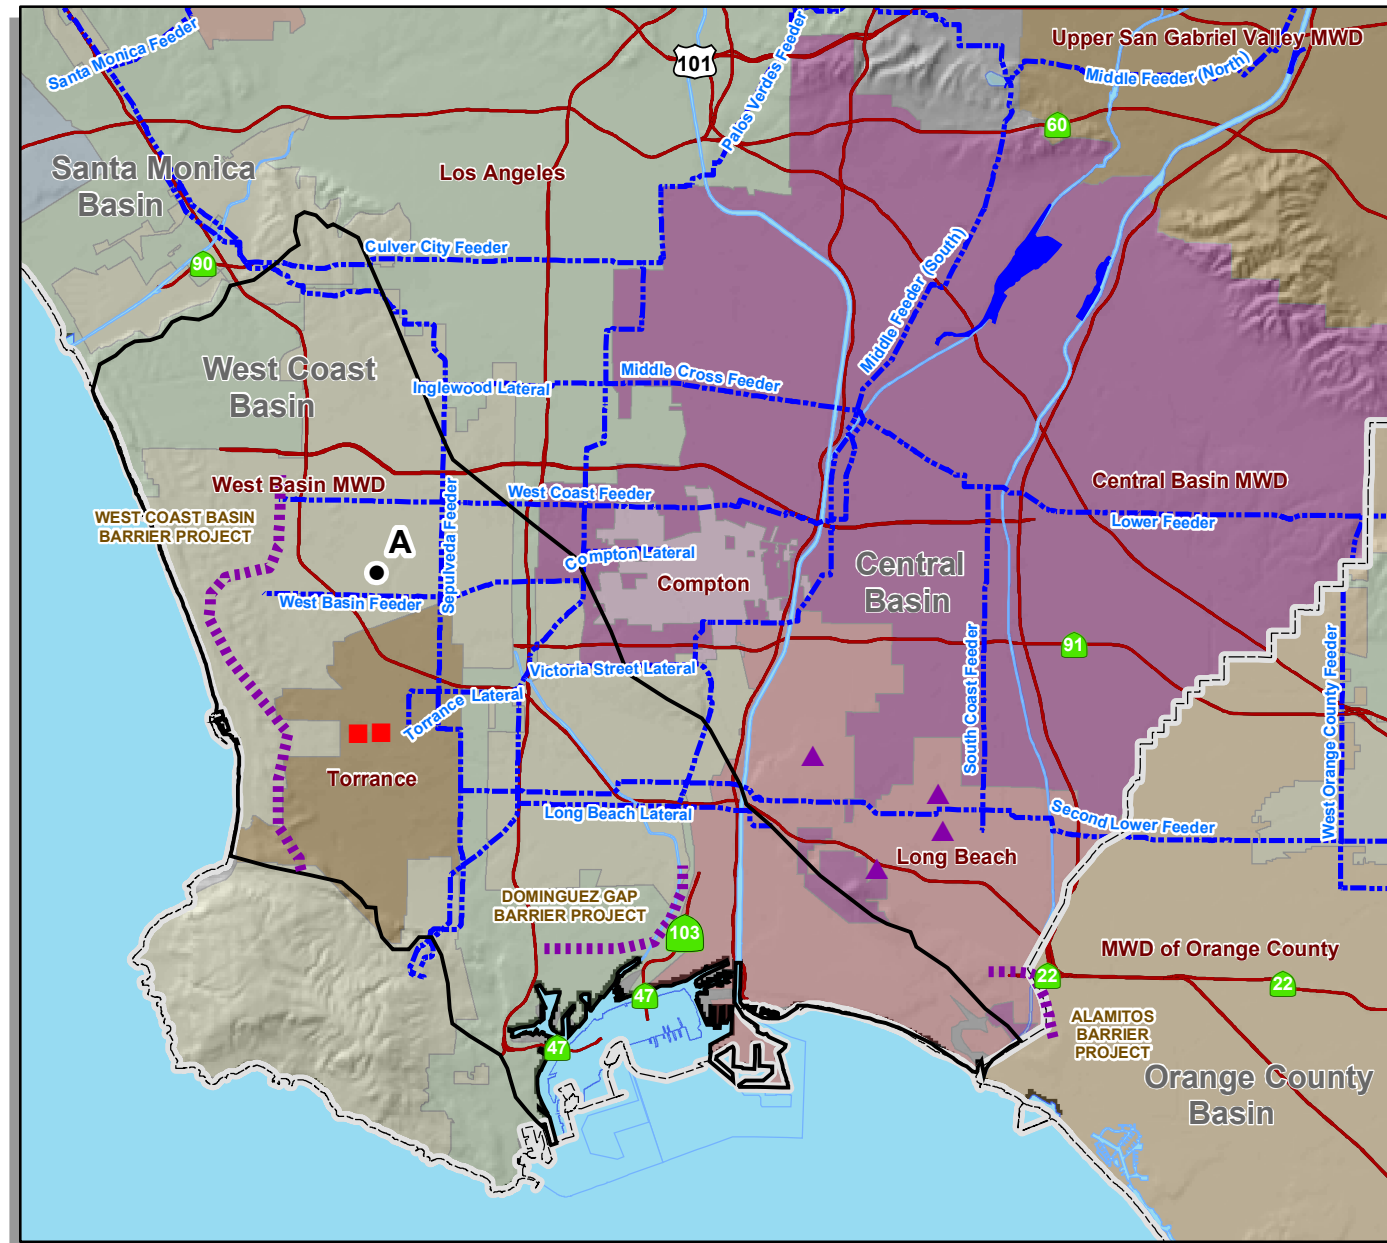 Santa Monica Feeder
101
Palos Verdes Feeder
Upper San Gabriel Valley MWD
Middle Feeder (North)
60
Santa Monica
Basin
Los Angeles
Culver City Feeder
90
Middle Feeder (South)
West Coast
Basin
Inglewood Lateral
Middle Cross Feeder
West Basin MWD
West Coast Feeder
Central Basin MWD
Lower Feeder
WEST COAST BASIN
BARRIER PROJECT
A
Sepulveda Feeder
Compton Lateral
Compton
Central
Basin
West Basin Feeder
91
Victoria Street Lateral
Torrance Lateral
South Coast Feeder
West Orange County Feeder
Torrance
Long Beach Lateral
Second Lower Feeder
Long Beach
DOMINGUEZ GAP
BARRIER PROJECT
103
MWD of Orange County
22
22
47
47
ALAMITOS
BARRIER
PROJECT
Orange County
Basin